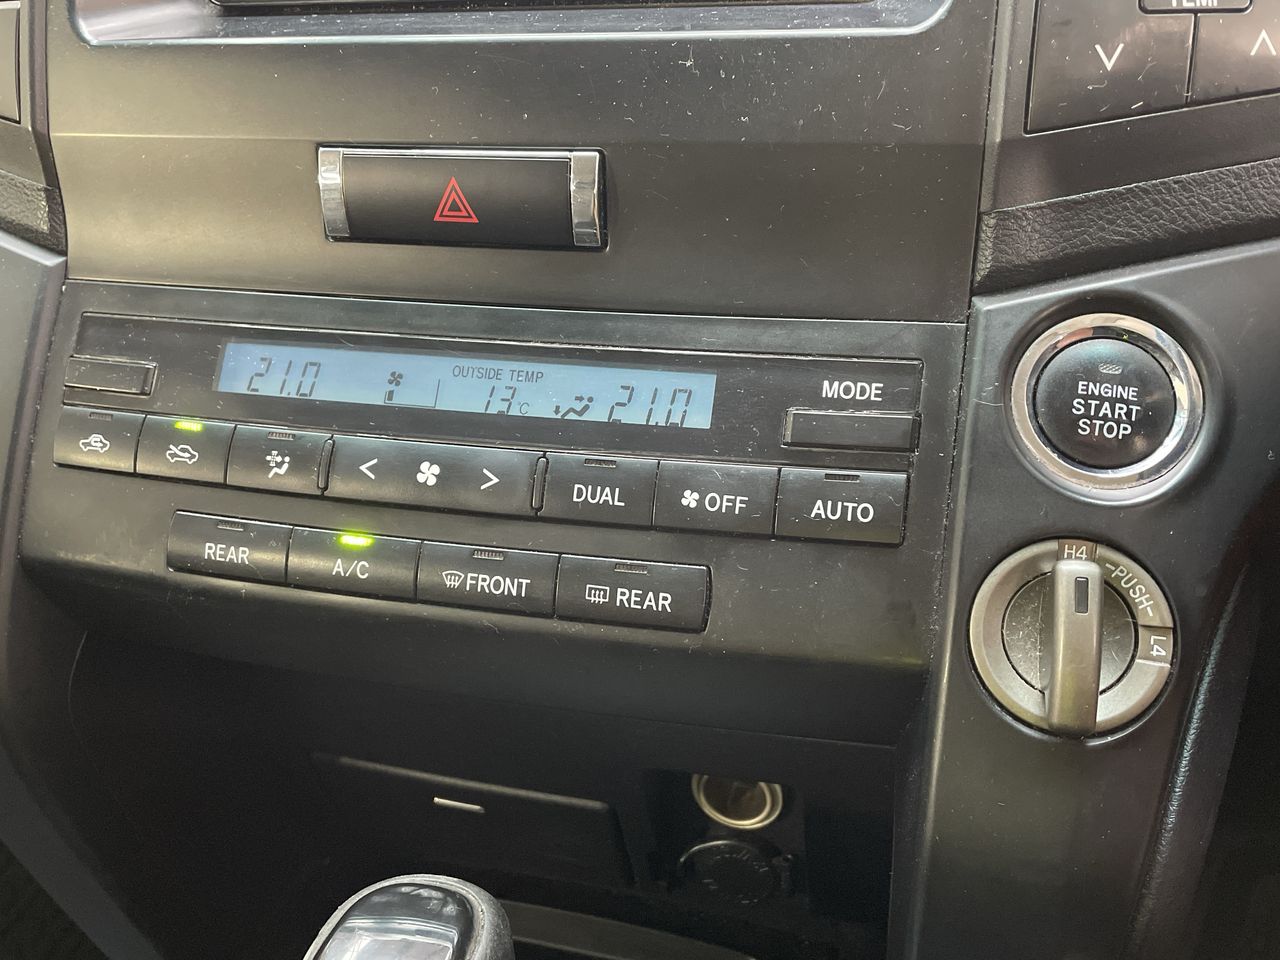 TEMP
OUTSIDE TEMP
21.0
13°C
21.0
MODE
ENGINE
START
STOP
DUAL
OFF
AUTO
REAR
A/C
FRONT
REAR
H4
-PUSH-
L4